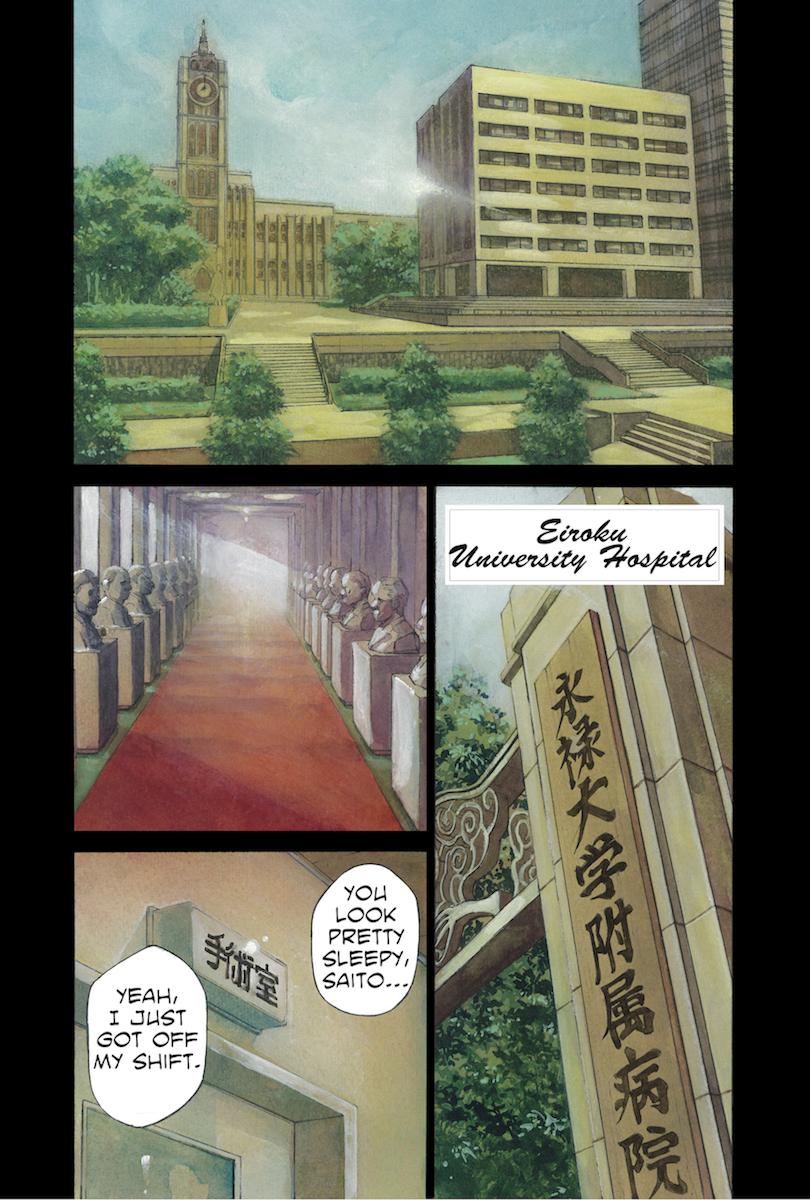 Eiroku
University Hospital
永禄大学附属病院
YOU
LOOK
PRETTY
SLEEPY,
SAITO...
手術室
YEAH,
I JUST
GOT OFF
MY SHIFT.